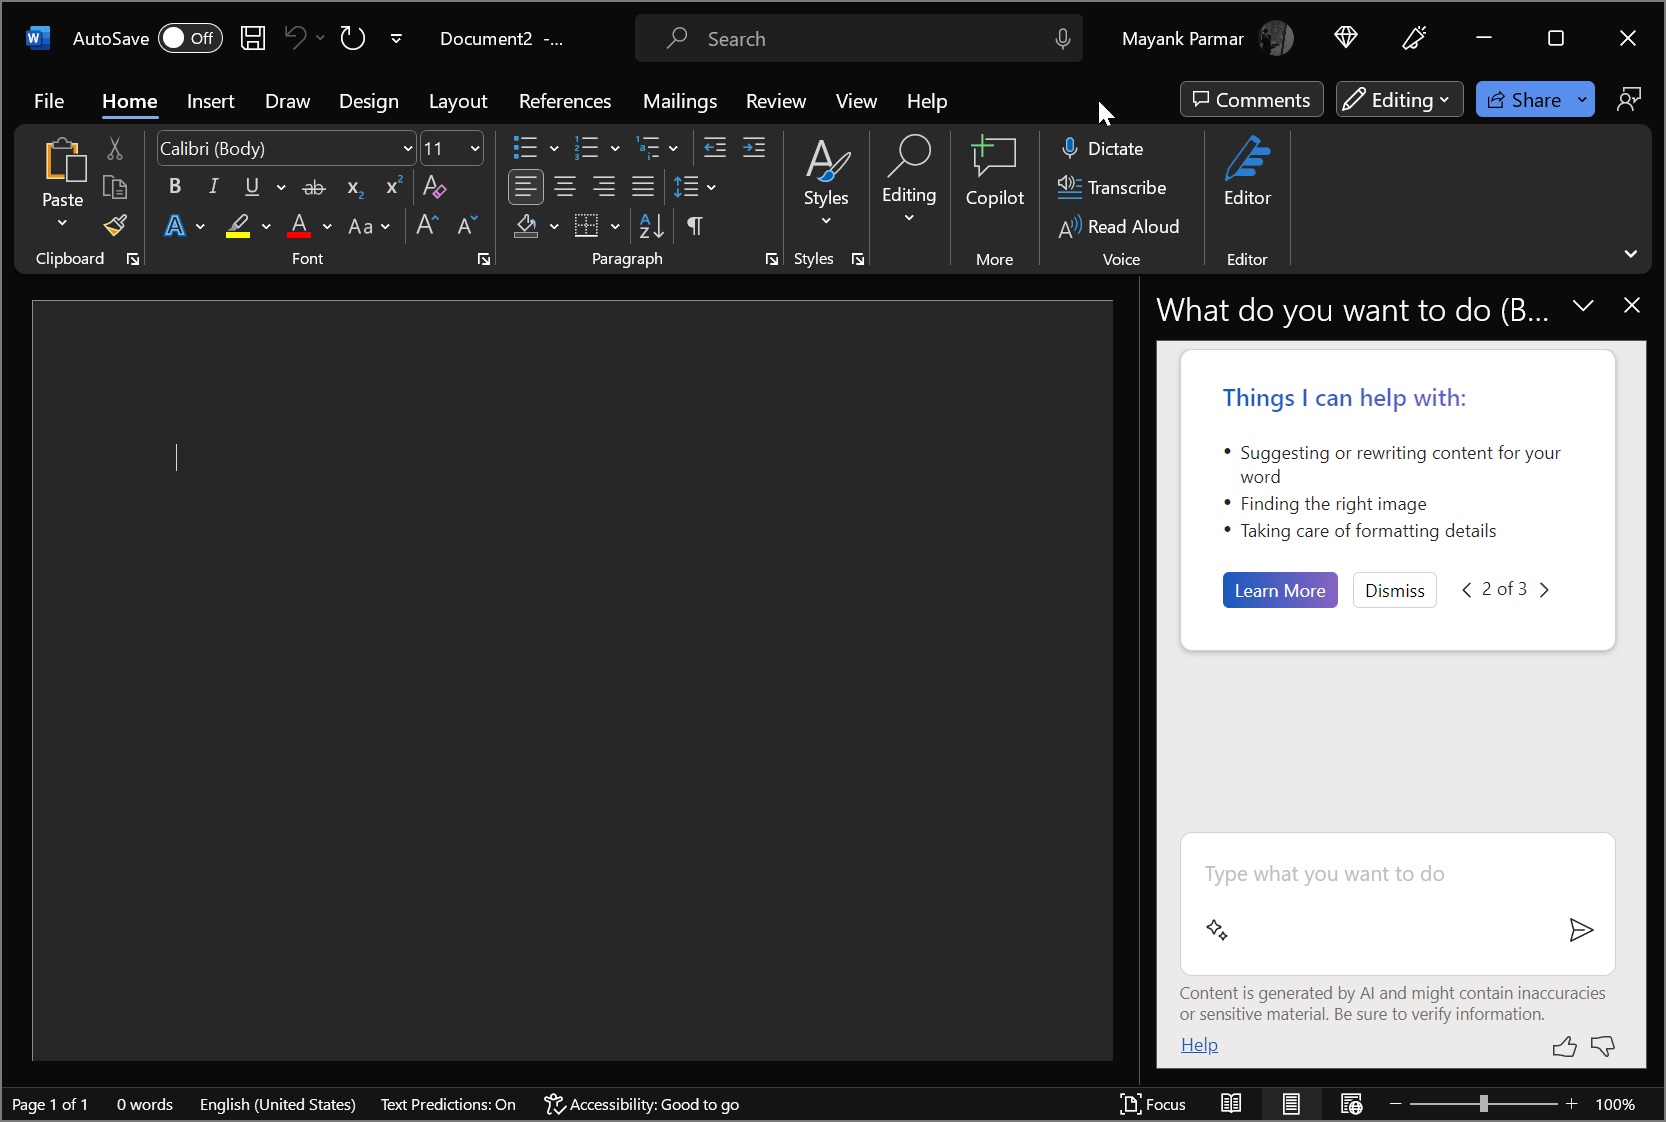 AutoSave Off Document2 -... Search Mayank Parmar
File Home Insert Draw Design Layout References Mailings Review View Help Comments Editing Share
Calibri (Body) 11
Paste
Clipboard
Font
Paragraph
Styles
Styles
Editing
Copilot
More
Dictate
Transcribe
Read Aloud
Voice
Editor
Editor
What do you want to do (B...
Things I can help with:
• Suggesting or rewriting content for your
word
• Finding the right image
• Taking care of formatting details
Learn More Dismiss 2 of 3
Type what you want to do
Content is generated by AI and might contain inaccuracies
or sensitive material. Be sure to verify information.
Help
Page 1 of 1 0 words English (United States) Text Predictions: On Accessibility: Good to go Focus 100%